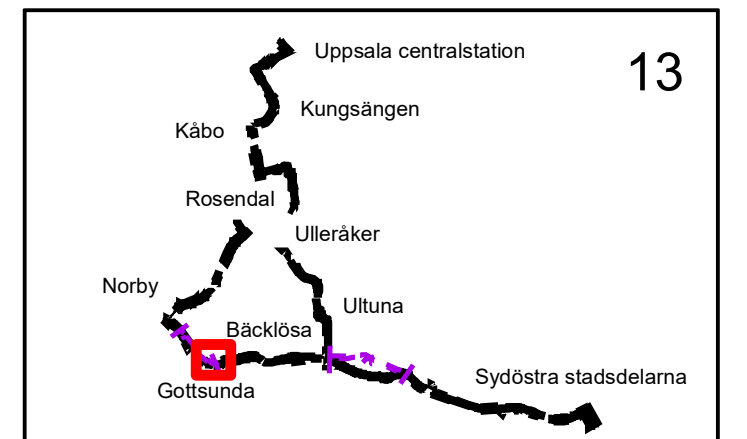 Uppsala centralstation
13
Kungsängen
Kåbo
Rosendal
Ulleråker
Norby
Ultuna
Bäcklösa
Sydöstra stadsdelarna
Gottsunda